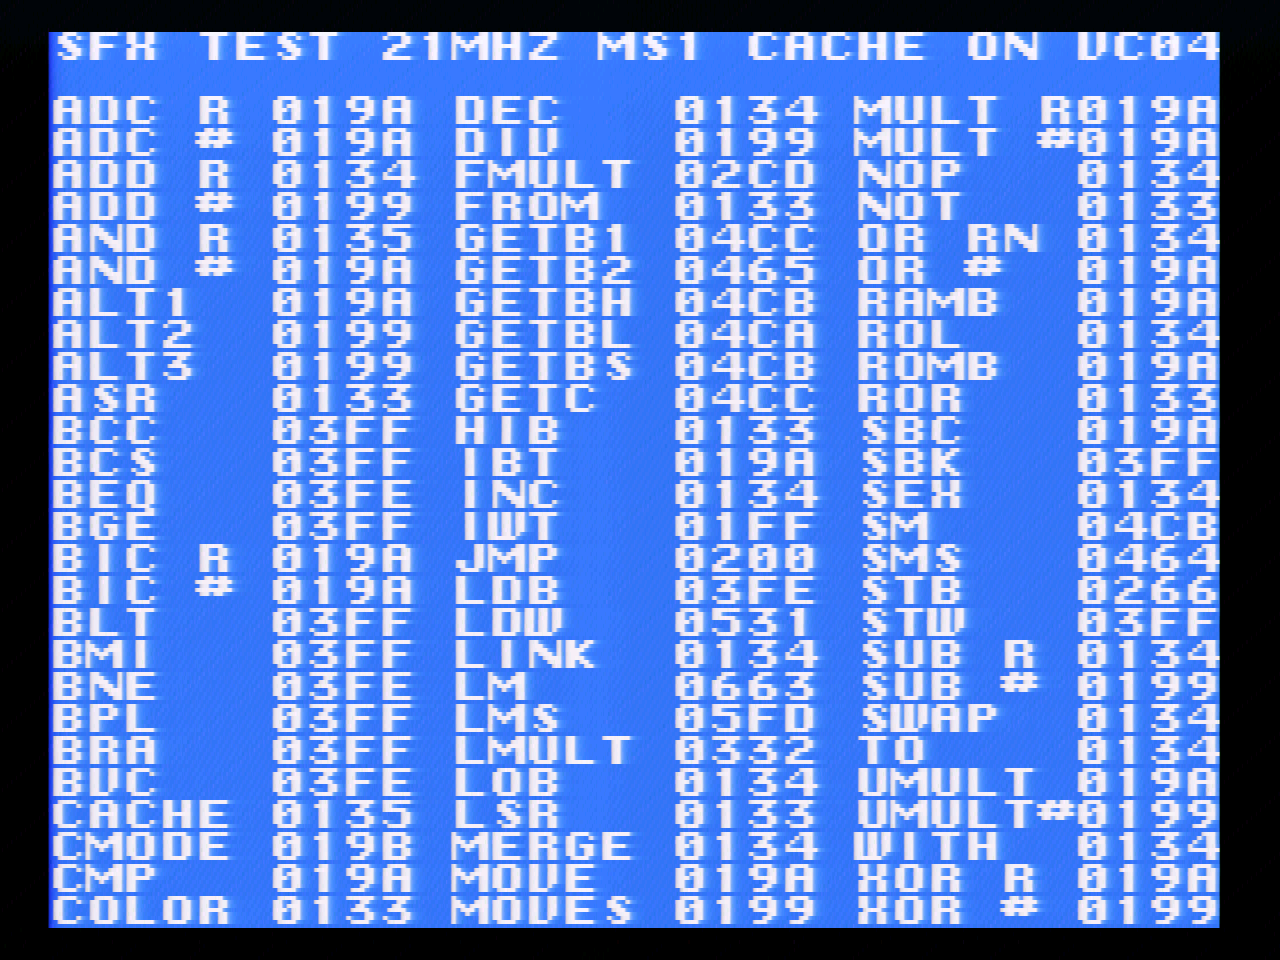 SFX TEST 21MHZ MS1 CACHE ON VC04
ADC R 019A DEC 0134 MULT R019A
ADC # 019A DIV 0199 MULT #019A
ADD R 0134 FMULT 02CD NOP 0134
ADD # 0199 FROM 0133 NOT 0133
AND R 0135 GETB1 04CC OR RN 0134
AND # 019A GETB2 0465 OR # 019A
ALT1 019A GETBH 04CB RAMB 019A
ALT2 0199 GETBL 04CA ROL 0134
ALT3 0199 GETBS 04CB ROMB 019A
ASR 0133 GETC 04CC ROR 0133
BCC 03FF HIB 0133 SBC 019A
BCS 03FF IBT 019A SBK 03FF
BEQ 03FE INC 0134 SEX 0134
BGE 03FF IWT 01FF SM 04CB
BIC R 019A JMP 0200 SMS 0464
BIC # 019A LDB 03FE STB 0266
BLT 03FF LDW 0531 STW 03FF
BMI 03FF LINK 0134 SUB R 0134
BNE 03FE LM 0663 SUB # 0199
BPL 03FF LMS 05FD SWAP 0134
BRA 03FF LMULT 0332 TO 0134
BVC 03FE LOB 0134 UMULT 019A
CACHE 0135 LSR 0133 UMULT#0199
CMODE 019B MERGE 0134 WITH 0134
CMP 019A MOVE 019A XOR R 019A
COLOR 0133 MOVES 0199 XOR # 0199